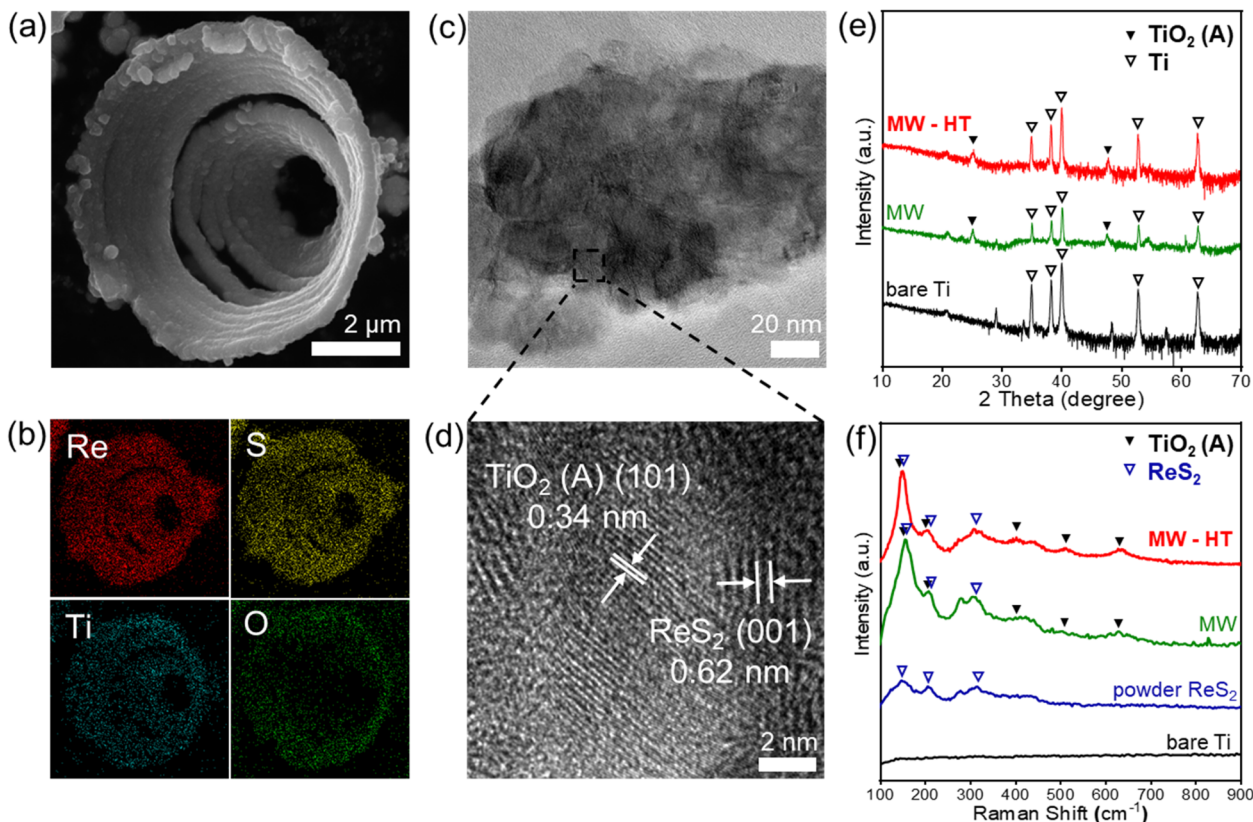 (a)
2 µm
(b)
Re
S
Ti
O
(c)
20 nm
(d)
TiO2 (A) (101)
0.34 nm
ReS2 (001)
0.62 nm
2 nm
(e)
▼ TiO2 (A)
▽ Ti
MW - HT
MW
bare Ti
Intensity (a.u.)
10 20 30 40 50 60 70
2 Theta (degree)
(f)
▼ TiO2 (A)
▽ ReS2
MW - HT
MW
powder ReS2
bare Ti
Intensity (a.u.)
100 200 300 400 500 600 700 800 900
Raman Shift (cm-1)